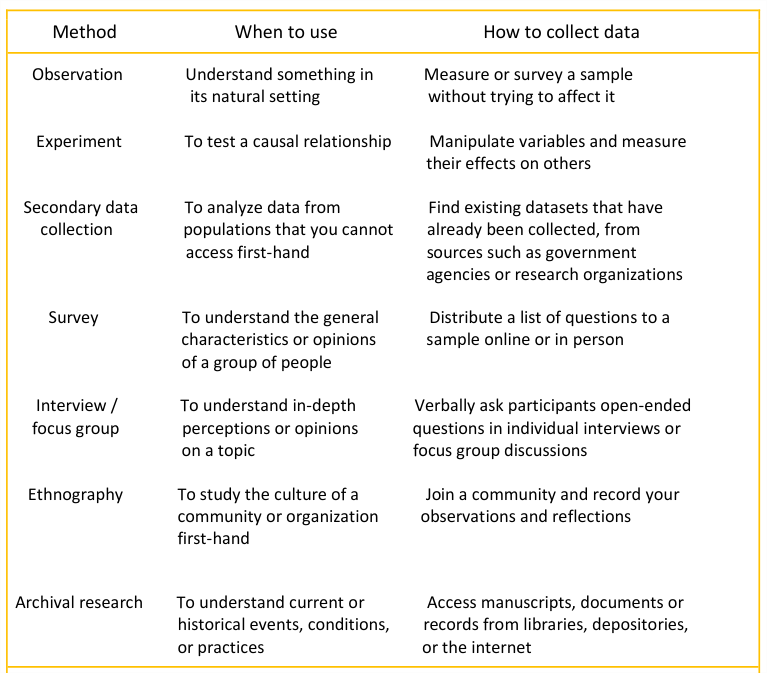 Method When to use How to collect data
Observation Understand something in Measure or survey a sample
its natural setting without trying to affect it
Experiment To test a causal relationship Manipulate variables and measure
their effects on others
Secondary data To analyze data from Find existing datasets that have
collection populations that you cannot already been collected, from
access first-hand sources such as government
agencies or research organizations
Survey To understand the general Distribute a list of questions to a
characteristics or opinions sample online or in person
of a group of people
Interview / To understand in-depth Verbally ask participants open-ended
focus group perceptions or opinions questions in individual interviews or
on a topic focus group discussions
Ethnography To study the culture of a Join a community and record your
community or organization observations and reflections
first-hand
Archival research To understand current or Access manuscripts, documents or
historical events, conditions, records from libraries, depositories,
or practices or the internet